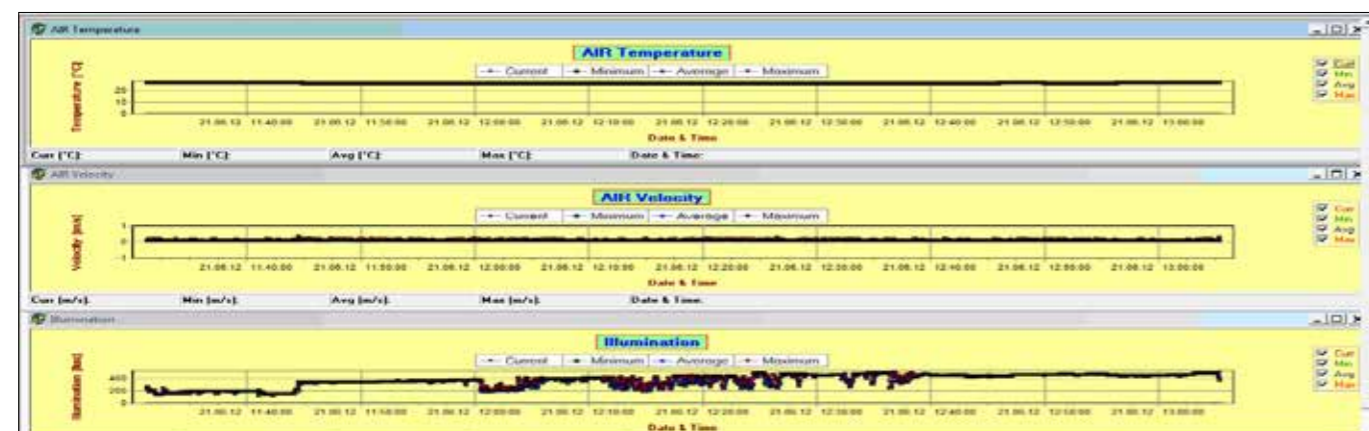 AIR Temperature
AIR Temperature
Current Minimum Average Maximum
Curr
Min
Avg
Max
Temperature [°C]
20
10
0
21.06.12 11:40:00 21.06.12 11:50:00 21.06.12 12:00:00 21.06.12 12:10:00 21.06.12 12:20:00 21.06.12 12:30:00 21.06.12 12:40:00 21.06.12 12:50:00 21.06.12 13:00:00
Date & Time
Curr [°C]: Min [°C]: Avg [°C]: Max [°C]: Date & Time:
AIR Velocity
AIR Velocity
Current Minimum Average Maximum
Curr
Min
Avg
Max
Velocity [m/s]
1
0
-1
21.06.12 11:40:00 21.06.12 11:50:00 21.06.12 12:00:00 21.06.12 12:10:00 21.06.12 12:20:00 21.06.12 12:30:00 21.06.12 12:40:00 21.06.12 12:50:00 21.06.12 13:00:00
Date & Time
Curr [m/s]: Min [m/s]: Avg [m/s]: Max [m/s]: Date & Time:
Illumination
Illumination
Current Minimum Average Maximum
Curr
Min
Avg
Max
Illumination [lux]
400
200
0
21.06.12 11:40:00 21.06.12 11:50:00 21.06.12 12:00:00 21.06.12 12:10:00 21.06.12 12:20:00 21.06.12 12:30:00 21.06.12 12:40:00 21.06.12 12:50:00 21.06.12 13:00:00
Date & Time